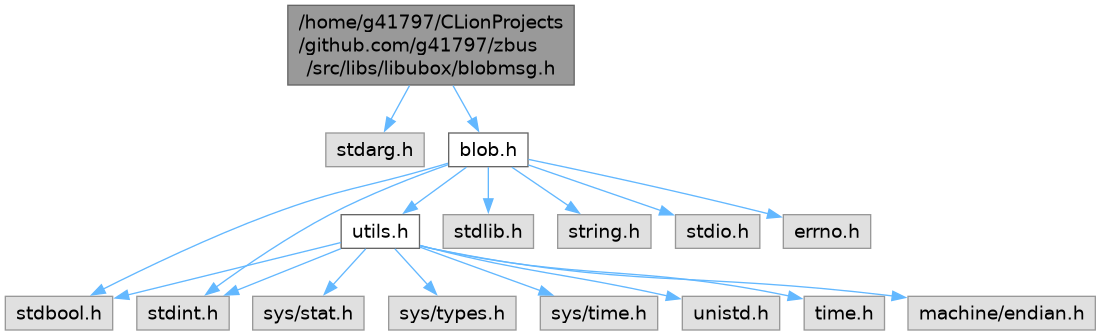 /home/g41797/CLionProjects
/github.com/g41797/zbus
/src/libs/libubox/blobmsg.h
stdarg.h
blob.h
utils.h
stdlib.h
string.h
stdio.h
errno.h
stdbool.h
stdint.h
sys/stat.h
sys/types.h
sys/time.h
unistd.h
time.h
machine/endian.h